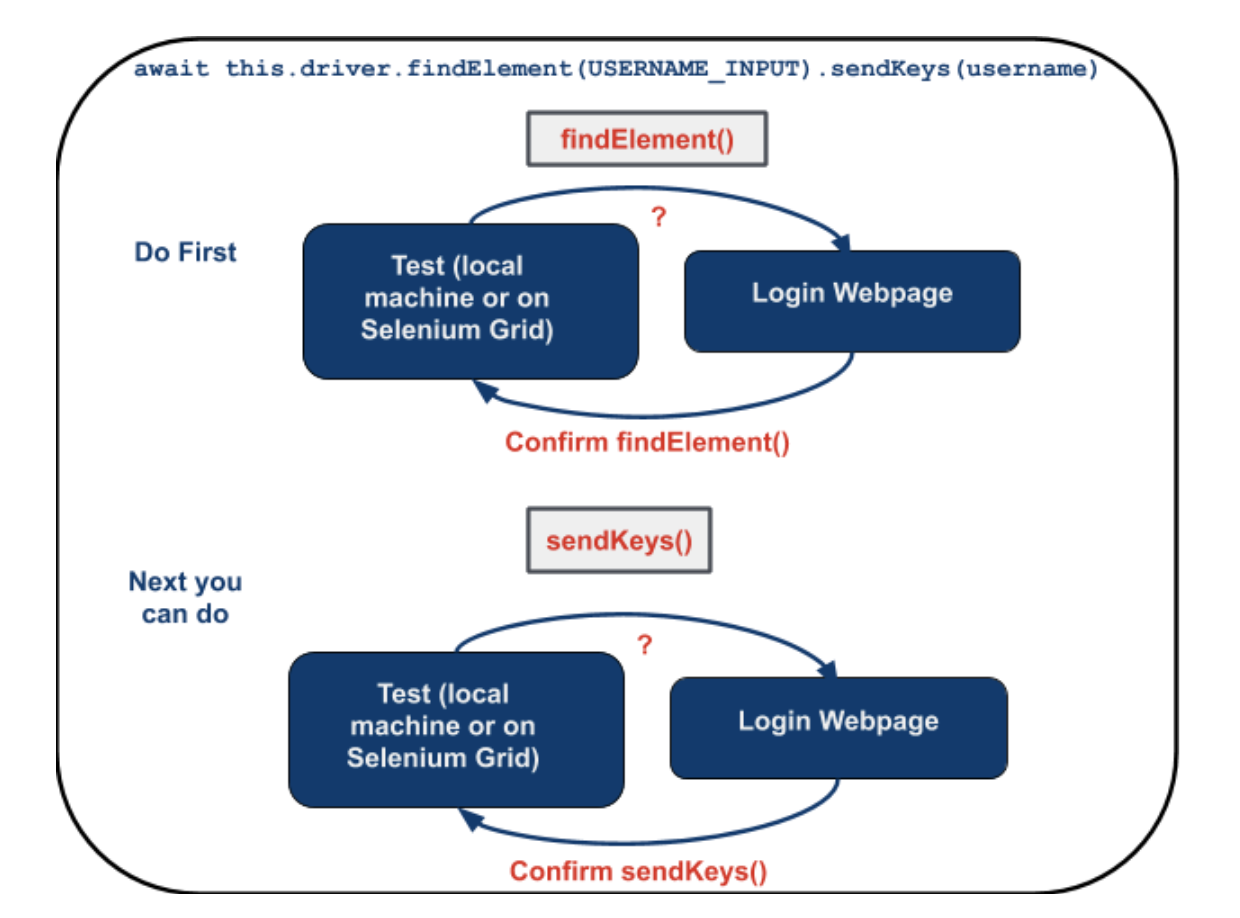 await this.driver.findElement(USERNAME_INPUT).sendKeys(username)
findElement()
?
Do First
Test (local
machine or on
Selenium Grid)
Login Webpage
Confirm findElement()
sendKeys()
Next you
can do
?
Test (local
machine or on
Selenium Grid)
Login Webpage
Confirm sendKeys()